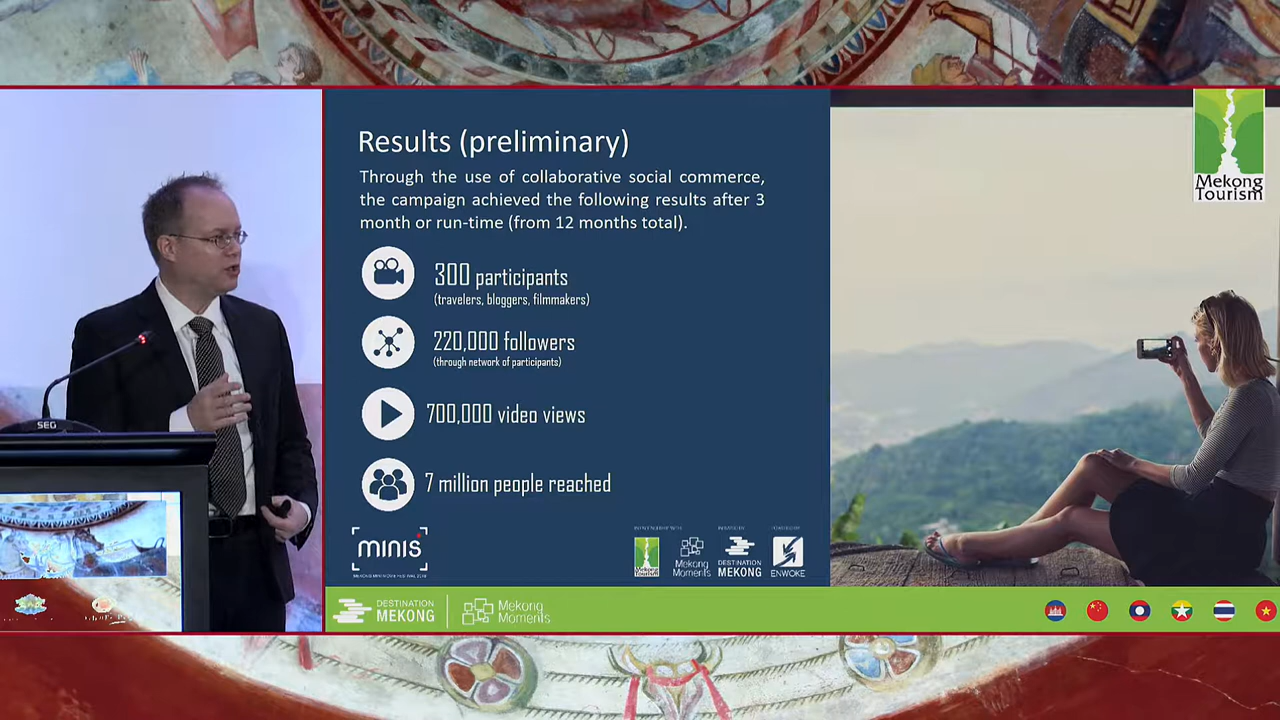 Mekong
Tourism
Results (preliminary)
Through the use of collaborative social commerce,
the campaign achieved the following results after 3
month or run-time (from 12 months total).
300 participants
(travelers, bloggers, filmmakers)
220,000 followers
(through network of participants)
700,000 video views
7 million people reached
SEG
minis
Mekong
Tourism
Mekong
Moments
DESTINATION
MEKONG
ENWOKE
DESTINATION
MEKONG
Mekong
Moments